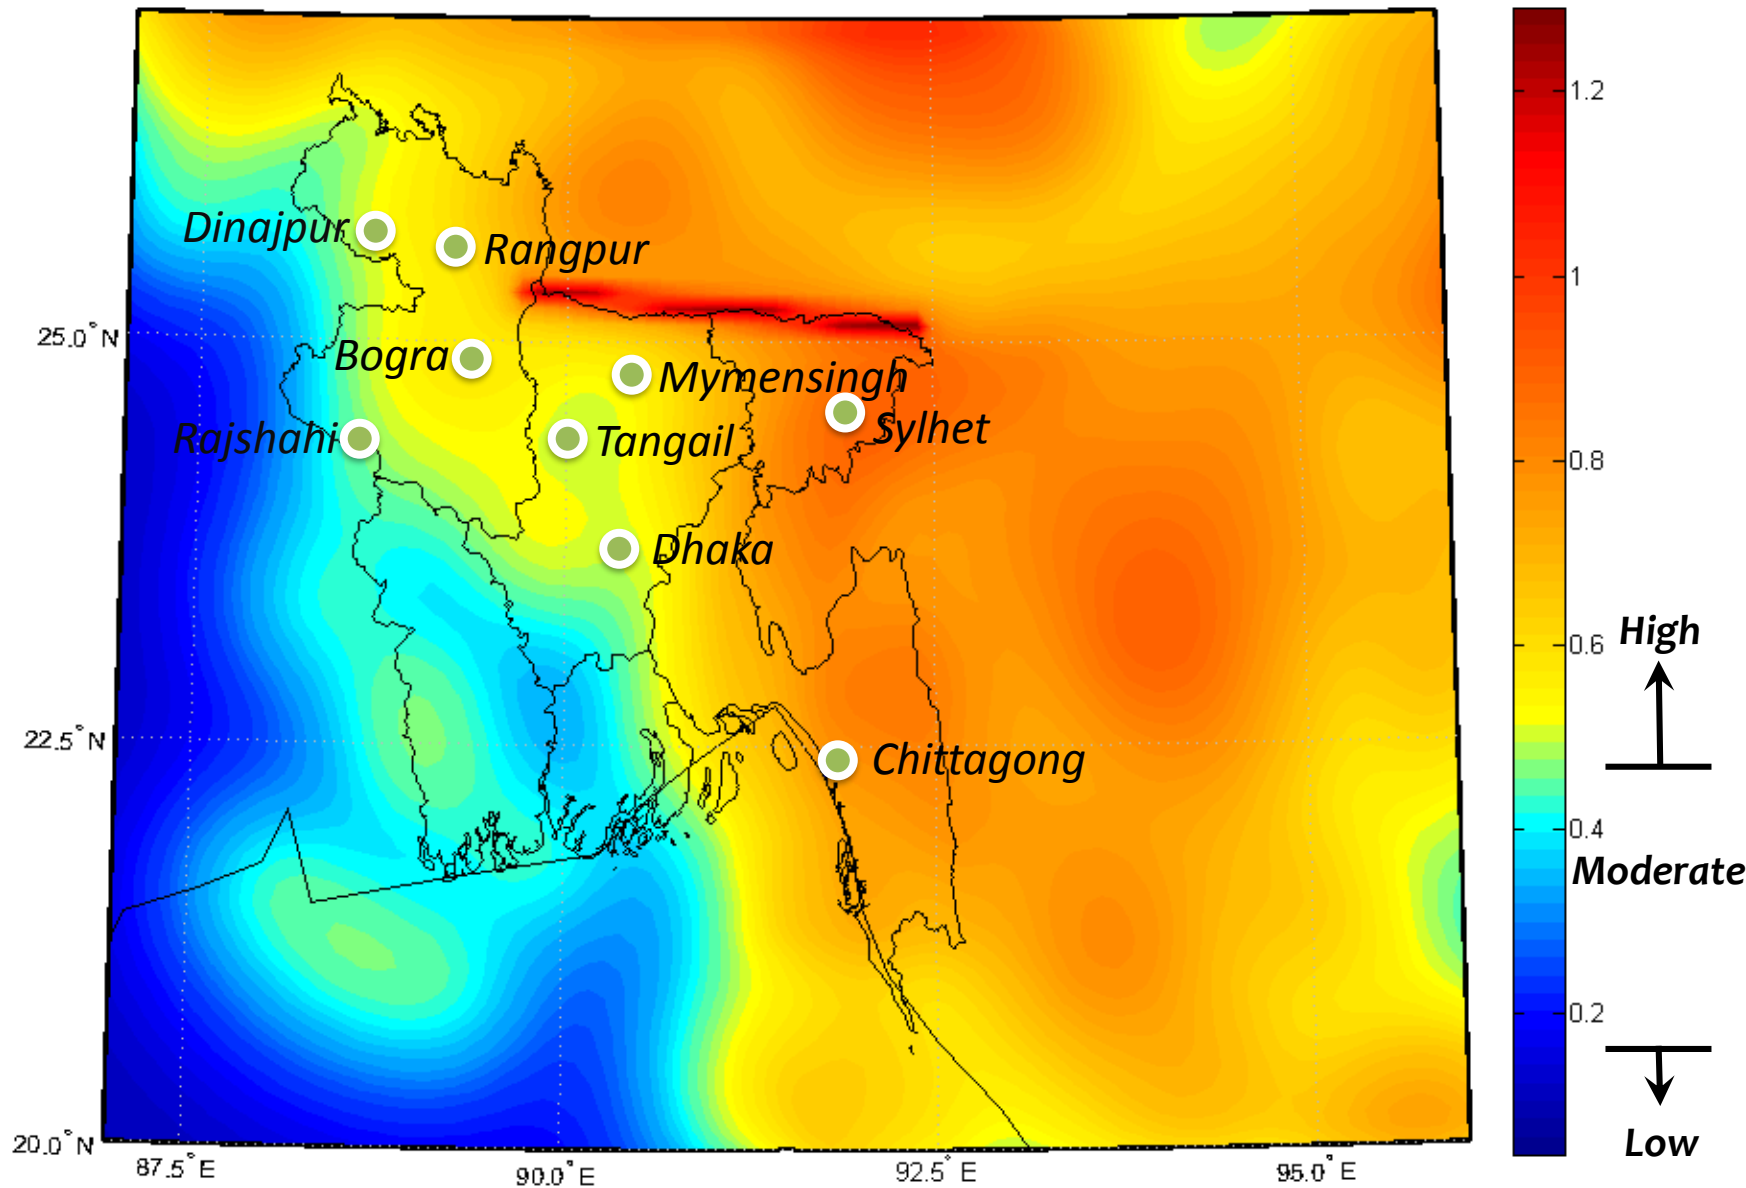 1.2
Dinajpur
Rangpur
1
25.0°N
Bogra
Mymensingh
Sylhet
Rajshahi
Tangail
0.8
Dhaka
High
0.6
22.5°N
Chittagong
0.4
Moderate
0.2
20.0°N
Low
87.5°E
90.0°E
92.5°E
95.0°E